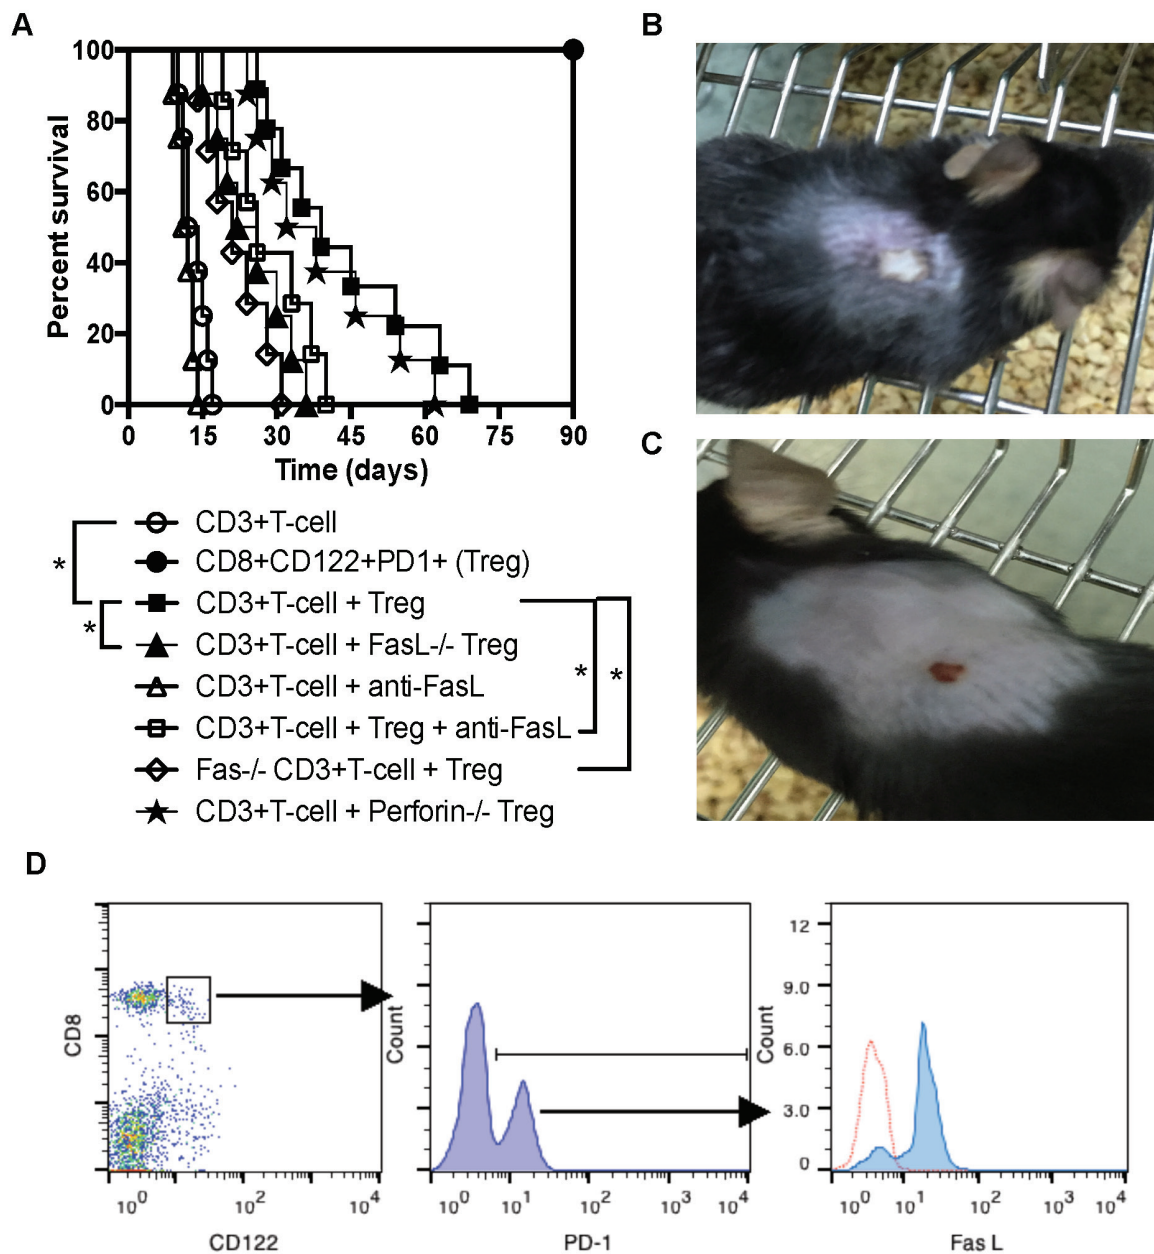 A
B
100
80
60
40
20
0
Percent survival
0 15 30 45 60 75 90
Time (days)
CD3+T-cell
CD8+CD122+PD1+ (Treg)
*
CD3+T-cell + Treg
*
CD3+T-cell + FasL-/- Treg
CD3+T-cell + anti-FasL
* *
CD3+T-cell + Treg + anti-FasL
Fas-/- CD3+T-cell + Treg
CD3+T-cell + Perforin-/- Treg
C
D
CD8
10⁰ 10² 10⁴
CD122
Count
10⁰ 10¹ 10² 10³ 10⁴
PD-1
Count
12
9.0
6.0
3.0
0
10⁰ 10¹ 10² 10³ 10⁴
Fas L